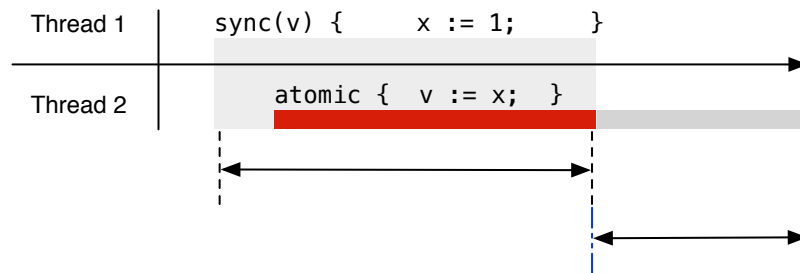 Thread 1 sync(v) { x := 1; }
Thread 2 atomic { v := x; }